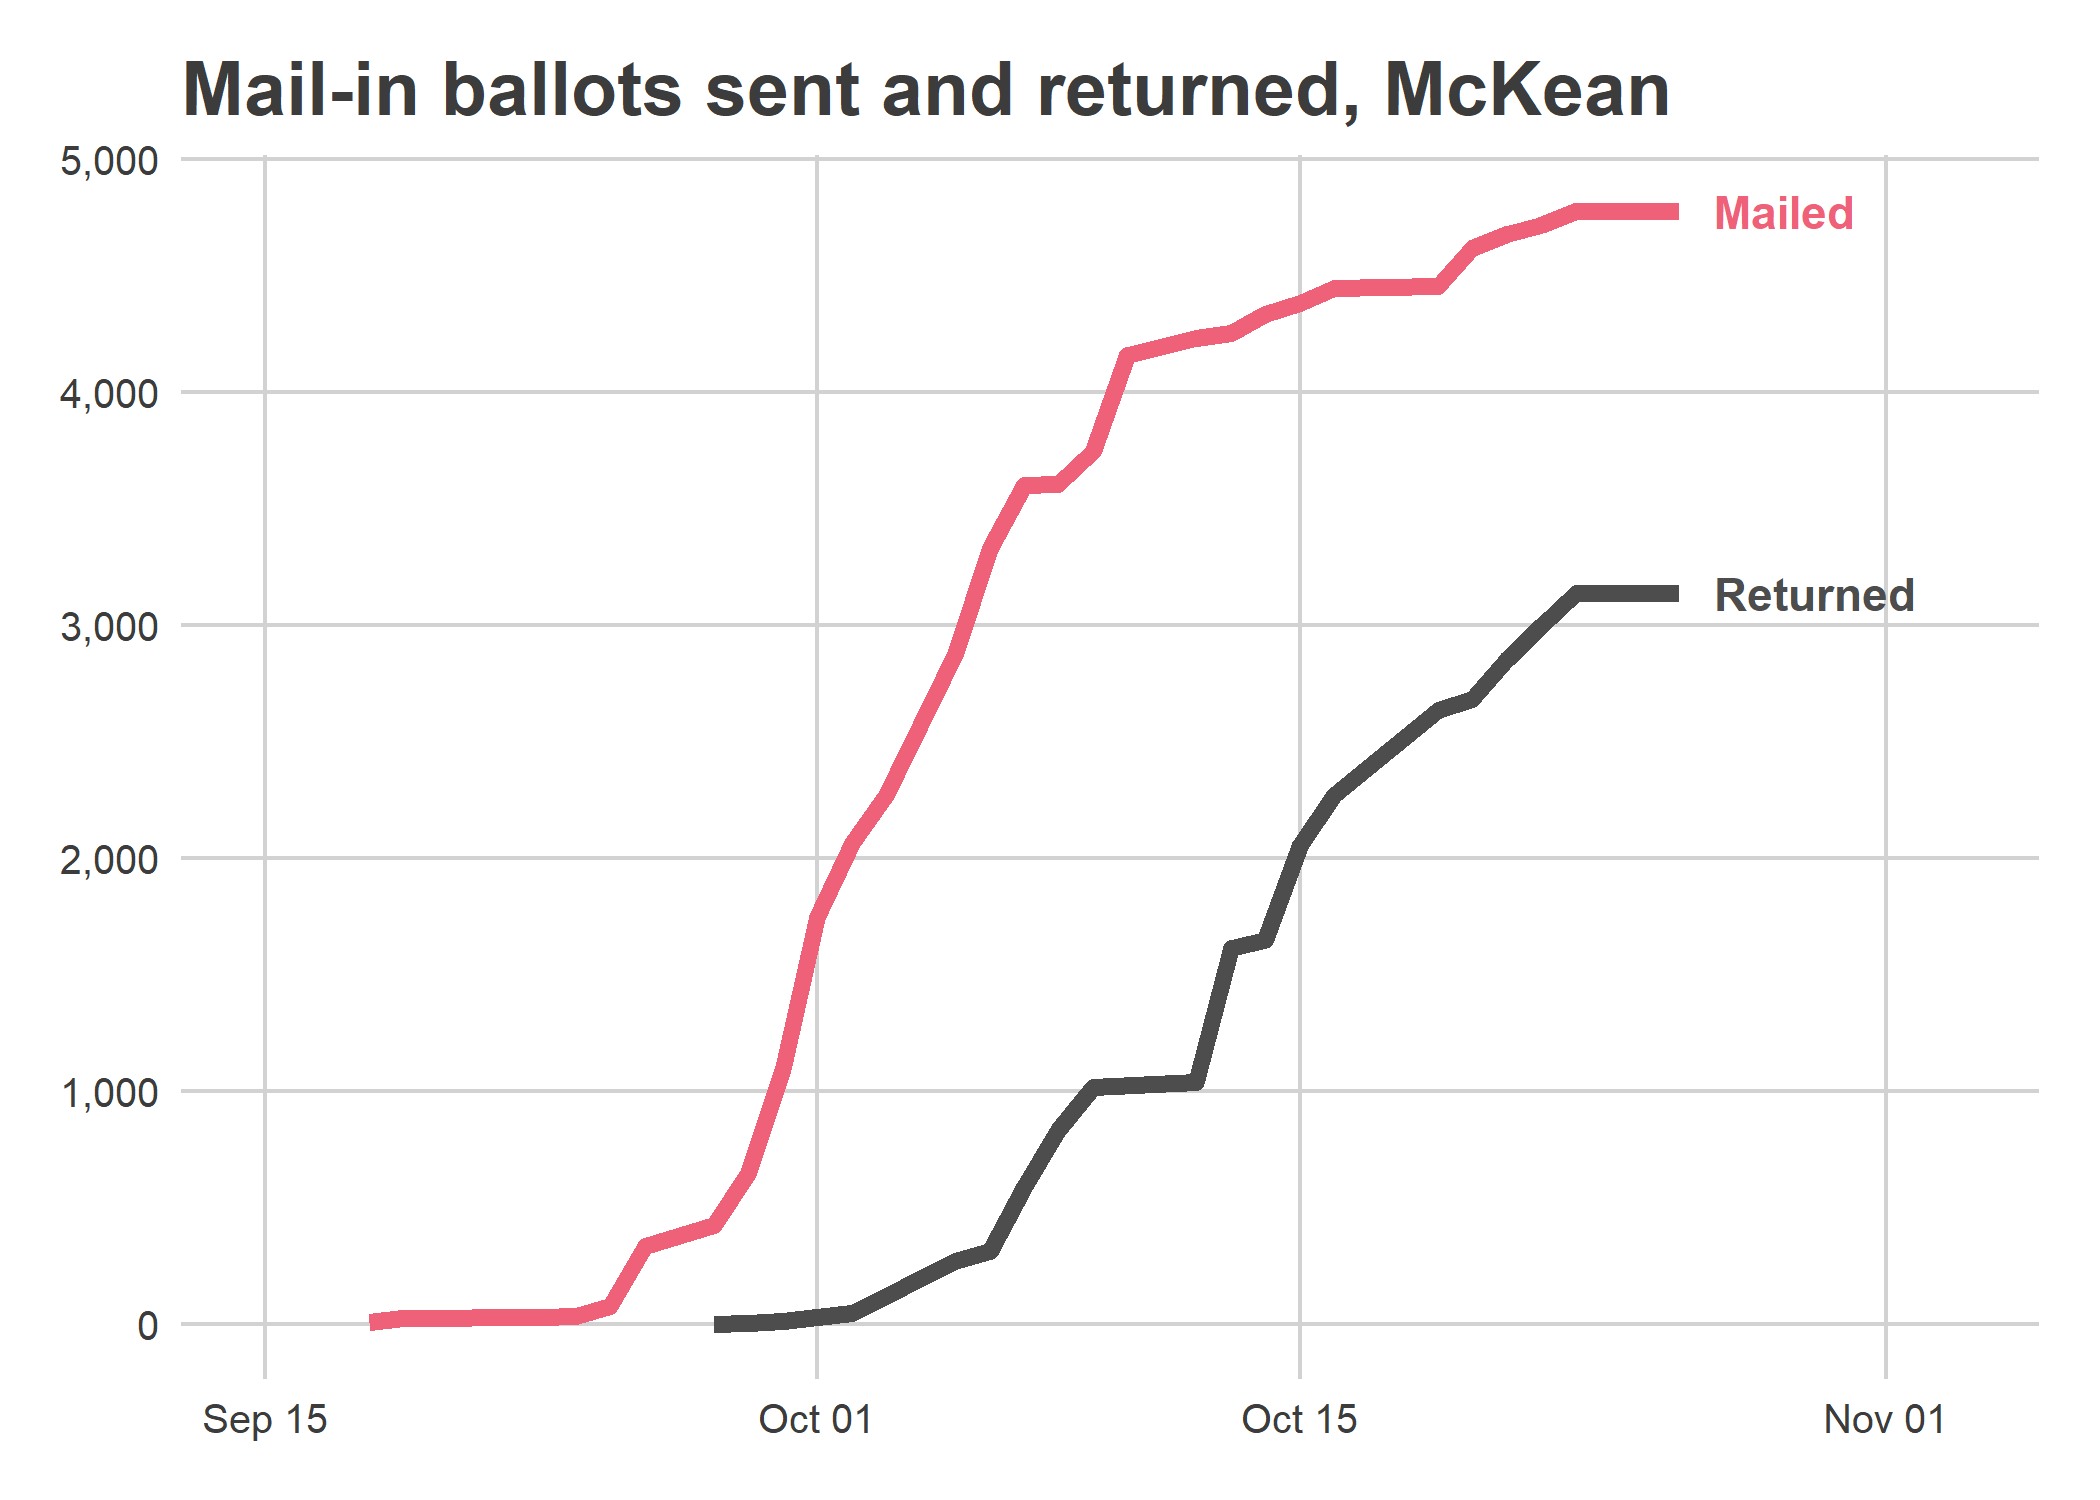 Mail-in ballots sent and returned, McKean
5,000
4,000
3,000
2,000
1,000
0
Mailed
Returned
Sep 15
Oct 01
Oct 15
Nov 01